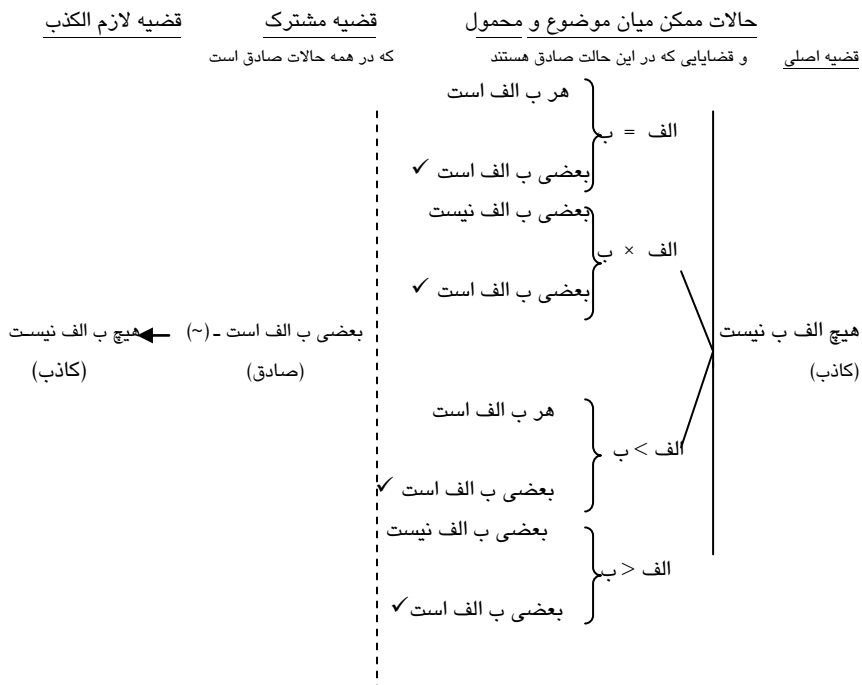 حالات ممکن میان موضوع و محمول قضیه مشترک قضیه لازم الکذب
قضیه اصلی و قضایایی که در این حالت صادق هستند که در همه حالات صادق است
هر ب الف است
الف = ب
بعضی ب الف است ✓
بعضی ب الف نیست
الف × ب
بعضی ب الف است ✓
هیچ الف ب نیست بعضی ب الف است ـ (~) هیچ ب الف نیست
(کاذب) (صادق) (کاذب)
هر ب الف است
الف > ب
بعضی ب الف است ✓
بعضی ب الف نیست
الف < ب
بعضی ب الف است ✓